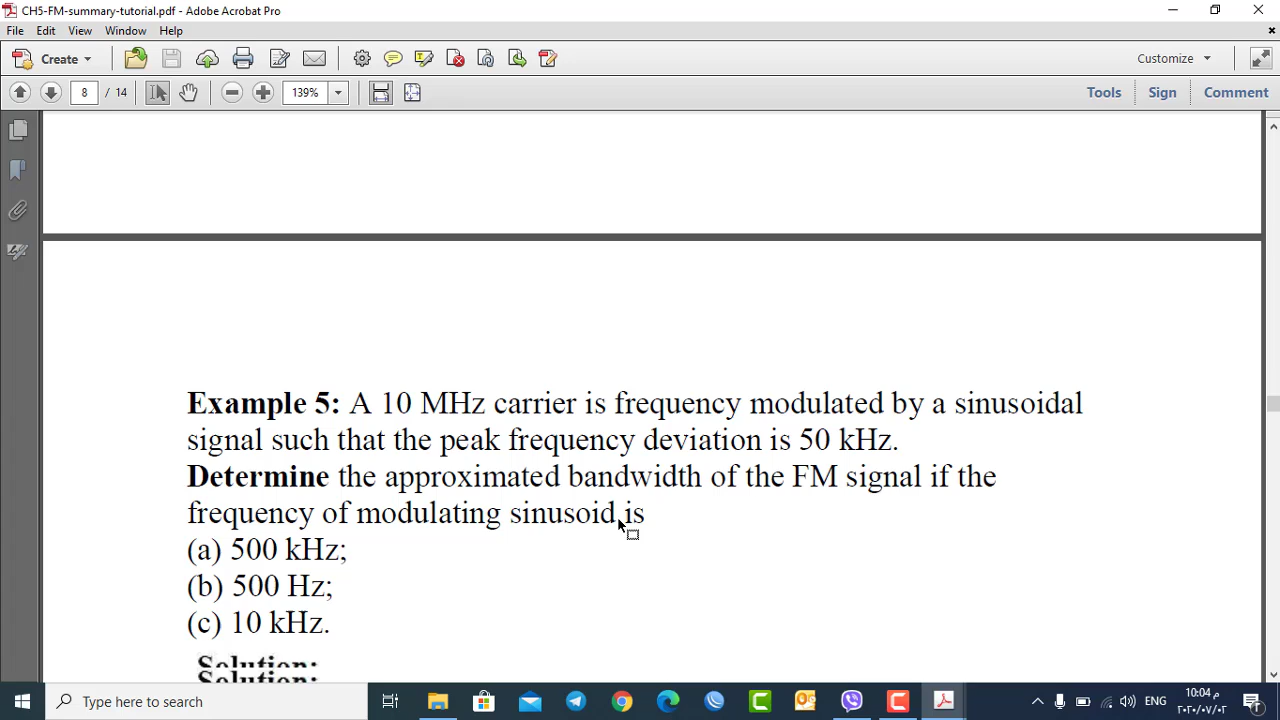 CH5-FM-summary-tutorial.pdf - Adobe Acrobat Pro
File Edit View Window Help
Create Customize
8 / 14 139% Tools Sign Comment
Example 5: A 10 MHz carrier is frequency modulated by a sinusoidal
signal such that the peak frequency deviation is 50 kHz.
Determine the approximated bandwidth of the FM signal if the
frequency of modulating sinusoid is
(a) 500 kHz;
(b) 500 Hz;
(c) 10 kHz.
Solution:
Solution:
Type here to search
ENG
10:04 م